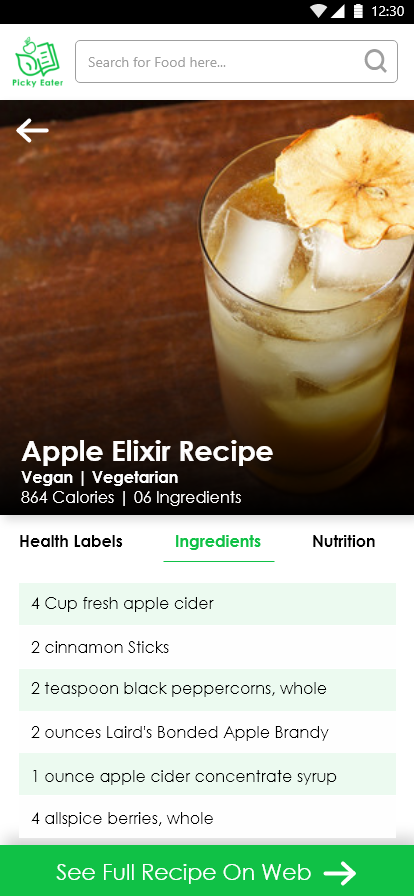 12:30
Picky Eater
Search for Food here...
Apple Elixir Recipe
Vegan | Vegetarian
864 Calories | 06 Ingredients
Health Labels Ingredients Nutrition
4 Cup fresh apple cider
2 cinnamon Sticks
2 teaspoon black peppercorns, whole
2 ounces Laird's Bonded Apple Brandy
1 ounce apple cider concentrate syrup
4 allspice berries, whole
See Full Recipe On Web